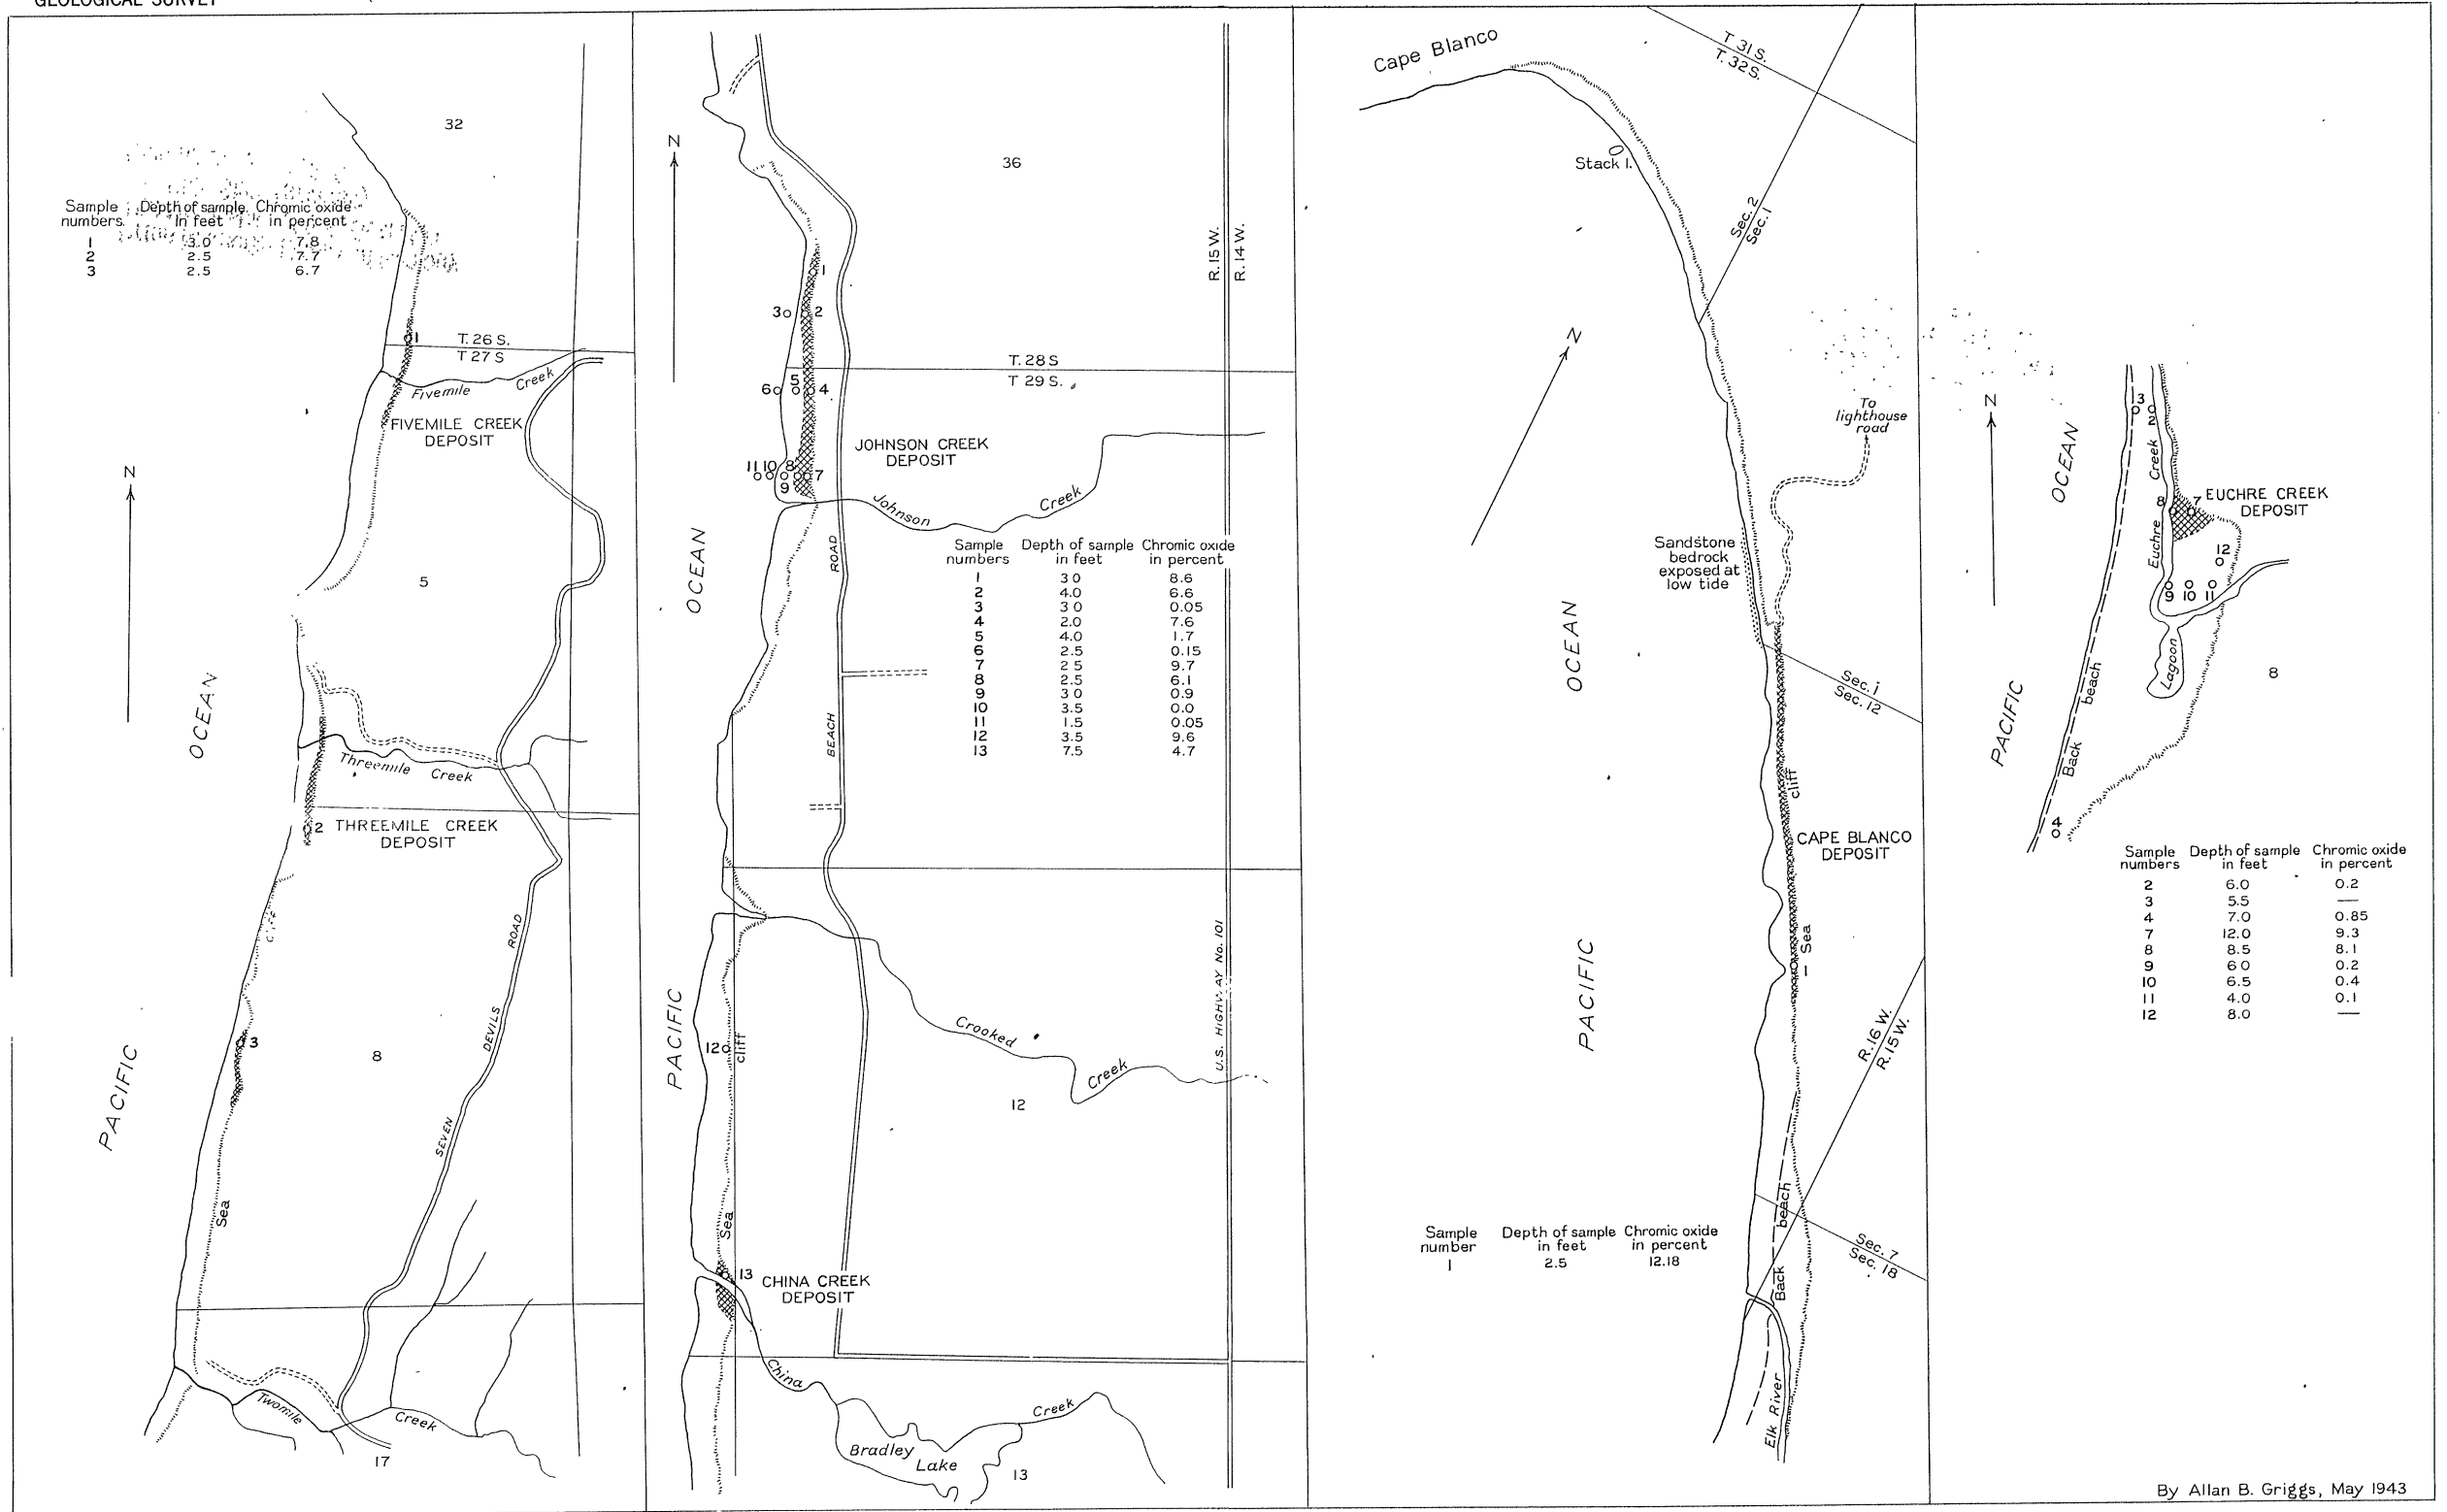 GEOLOGICAL SURVEY
32
Sample numbers Depth of sample in feet Chromic oxide in percent
1 3.0 7.8
2 2.5 7.7
3 2.5 6.7
1
T. 26 S.
T 27 S
Fivemile Creek
FIVEMILE CREEK
DEPOSIT
N
5
OCEAN
Threemile Creek
2
THREEMILE CREEK
DEPOSIT
ROAD
3
8
DEVILS
PACIFIC
SEVEN
Sea
Twomile Creek
17
N
36
R. 15 W.
R. 14 W.
1
3 2
T. 28 S
T 29 S.
6 5 4
JOHNSON CREEK
DEPOSIT
11 10 8 7
9
Johnson Creek
OCEAN
ROAD
Sample numbers Depth of sample in feet Chromic oxide in percent
1 3 0 8.6
2 4.0 6.6
3 3 0 0.05
4 2.0 7.6
5 4.0 1.7
6 2.5 0.15
7 2 5 9.7
8 2.5 6.1
9 3 0 0.9
10 3.5 0.0
11 1.5 0.05
12 3.5 9.6
13 7.5 4.7
BEACH
U.S. HIGHWAY No. 101
PACIFIC
Crooked Creek
12
cliff
12
Sea
13
CHINA CREEK
DEPOSIT
China Creek
Bradley
Lake
13
Cape Blanco
T 31 S.
T. 32 S.
Stack I.
Sec. 2
Sec. 1
N
To
lighthouse
road
Sandstone
bedrock
exposed at
low tide
OCEAN
Sec. 1
Sec. 12
cliff
CAPE BLANCO
DEPOSIT
Sea
1
PACIFIC
R. 16 W.
R. 15 W.
beach
Back
Sec. 7
Sec. 18
Sample number Depth of sample in feet Chromic oxide in percent
1 2.5 12.18
Elk River
N
OCEAN
3
2
Euchre Creek
8 7
EUCHRE CREEK
DEPOSIT
12
9 10 11
Lagoon
8
PACIFIC
Back beach
4
Sample numbers Depth of sample in feet Chromic oxide in percent
2 6.0 0.2
3 5.5 —
4 7.0 0.85
7 12.0 9.3
8 8.5 8.1
9 6 0 0.2
10 6.5 0.4
11 4.0 0.1
12 8.0 —
By Allan B. Griggs, May 1943